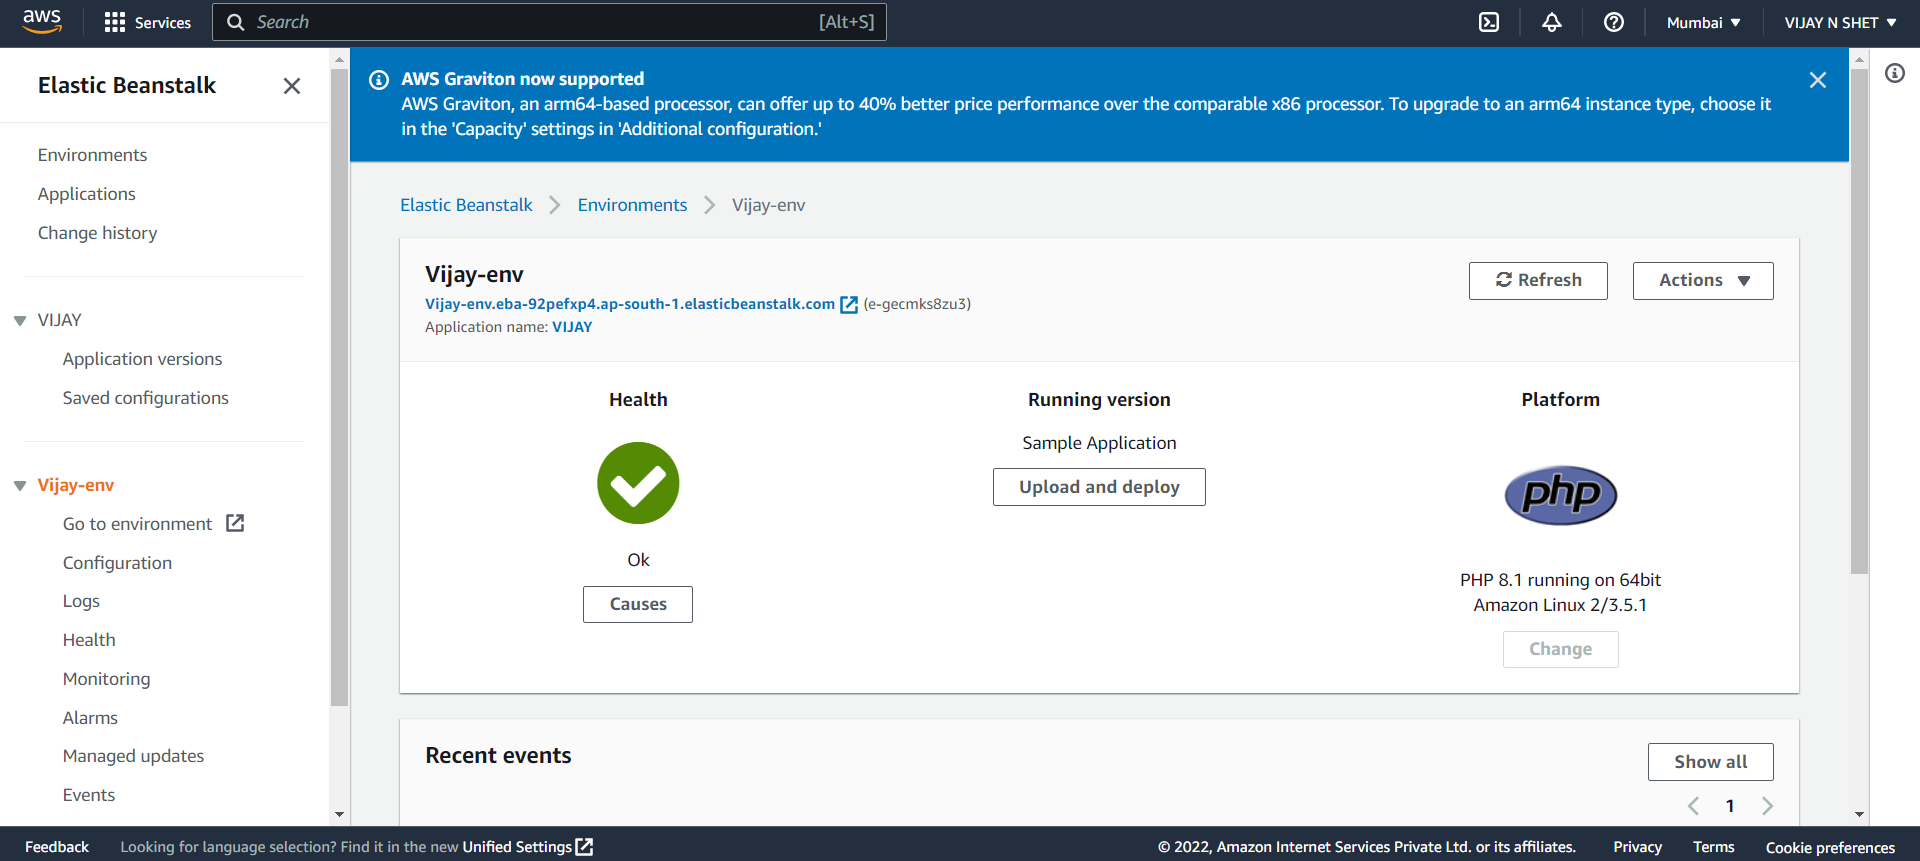 aws
Services
Search
[Alt+S]
Mumbai ▼
VIJAY N SHET ▼
Elastic Beanstalk
Environments
Applications
Change history
VIJAY
Application versions
Saved configurations
Vijay-env
Go to environment
Configuration
Logs
Health
Monitoring
Alarms
Managed updates
Events
AWS Graviton now supported
AWS Graviton, an arm64-based processor, can offer up to 40% better price performance over the comparable x86 processor. To upgrade to an arm64 instance type, choose it
in the 'Capacity' settings in 'Additional configuration.'
Elastic Beanstalk > Environments > Vijay-env
Vijay-env
Vijay-env.eba-92pefxp4.ap-south-1.elasticbeanstalk.com (e-gecmks8zu3)
Application name: VIJAY
Refresh
Actions ▼
Health
Ok
Causes
Running version
Sample Application
Upload and deploy
Platform
php
PHP 8.1 running on 64bit
Amazon Linux 2/3.5.1
Change
Recent events
Show all
< 1 >
Feedback
Looking for language selection? Find it in the new Unified Settings
© 2022, Amazon Internet Services Private Ltd. or its affiliates.
Privacy
Terms
Cookie preferences